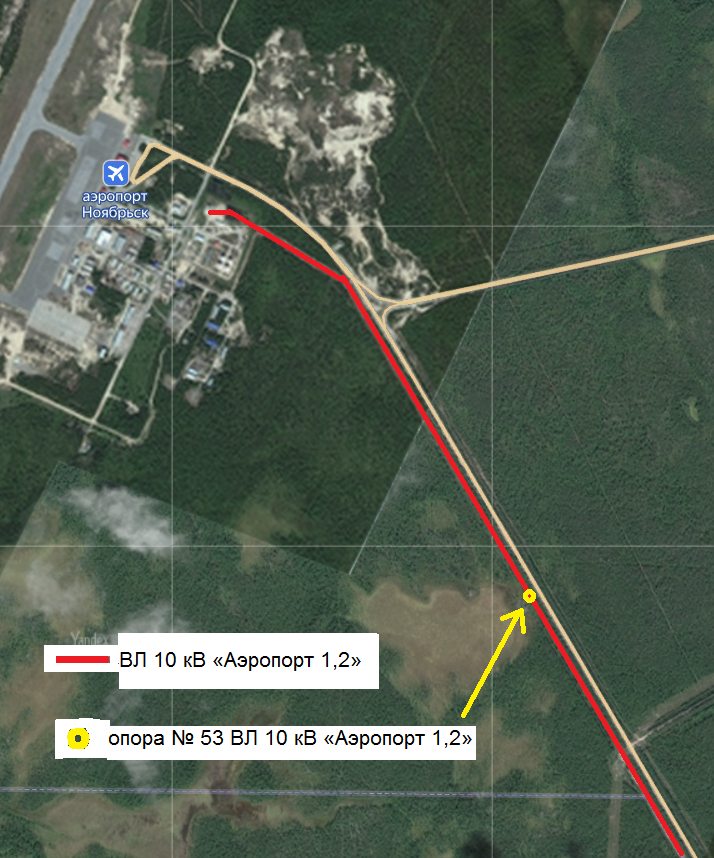 аэропорт
Ноябрьск
Yandex
ВЛ 10 кВ «Аэропорт 1,2»
опора № 53 ВЛ 10 кВ «Аэропорт 1,2»